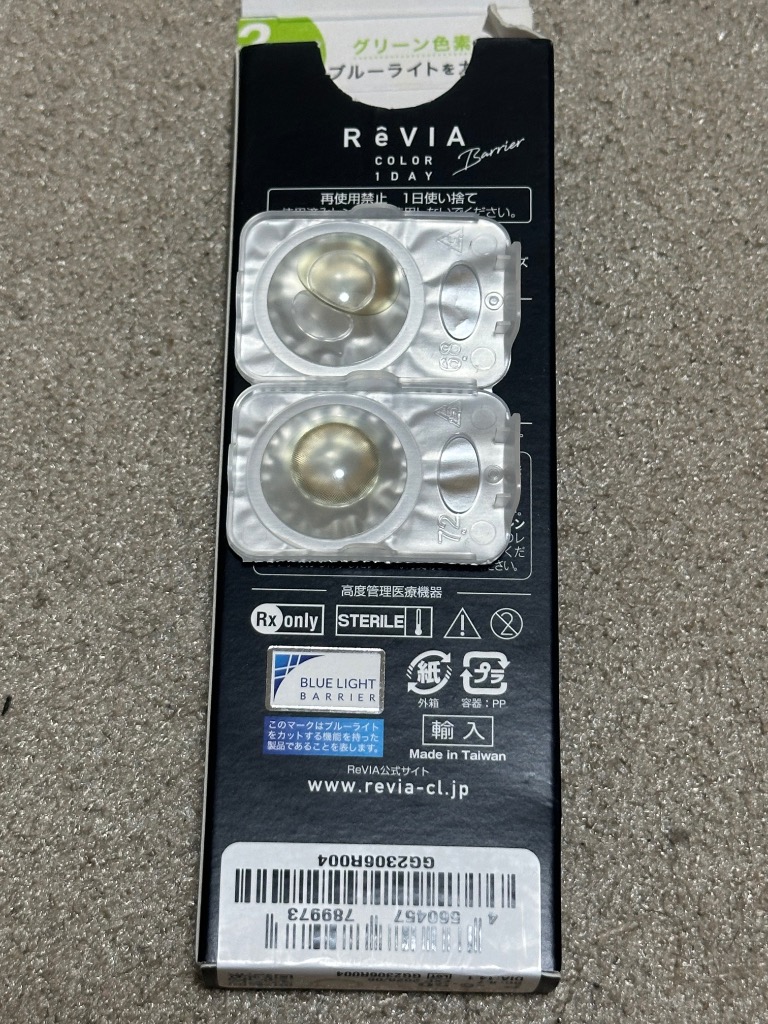 グリーン色素
ブルーライトを
RêVIA
COLOR
1DAY
Barrier
再使用禁止 1日使い捨て
68
72
高度管理医療機器
Rx only
STERILE
2
BLUE LIGHT
BARRIER
紙
プラ
外箱
容器:PP
このマークはブルーライト
をカットする機能を持った
製品であることを表します。
輸入
Made in Taiwan
ReVIA公式サイト
www.revia-cl.jp
GG2306R004
4 560457 789973